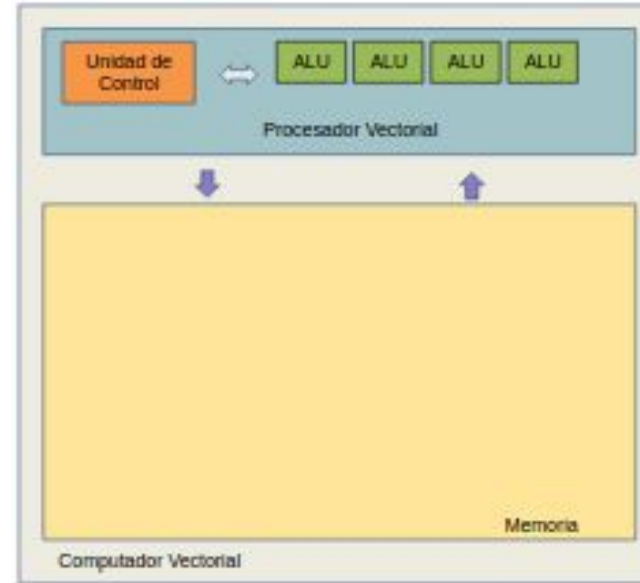 Unidad de
Control
ALU ALU ALU ALU
Procesador Vectorial
Memoria
Computador Vectorial